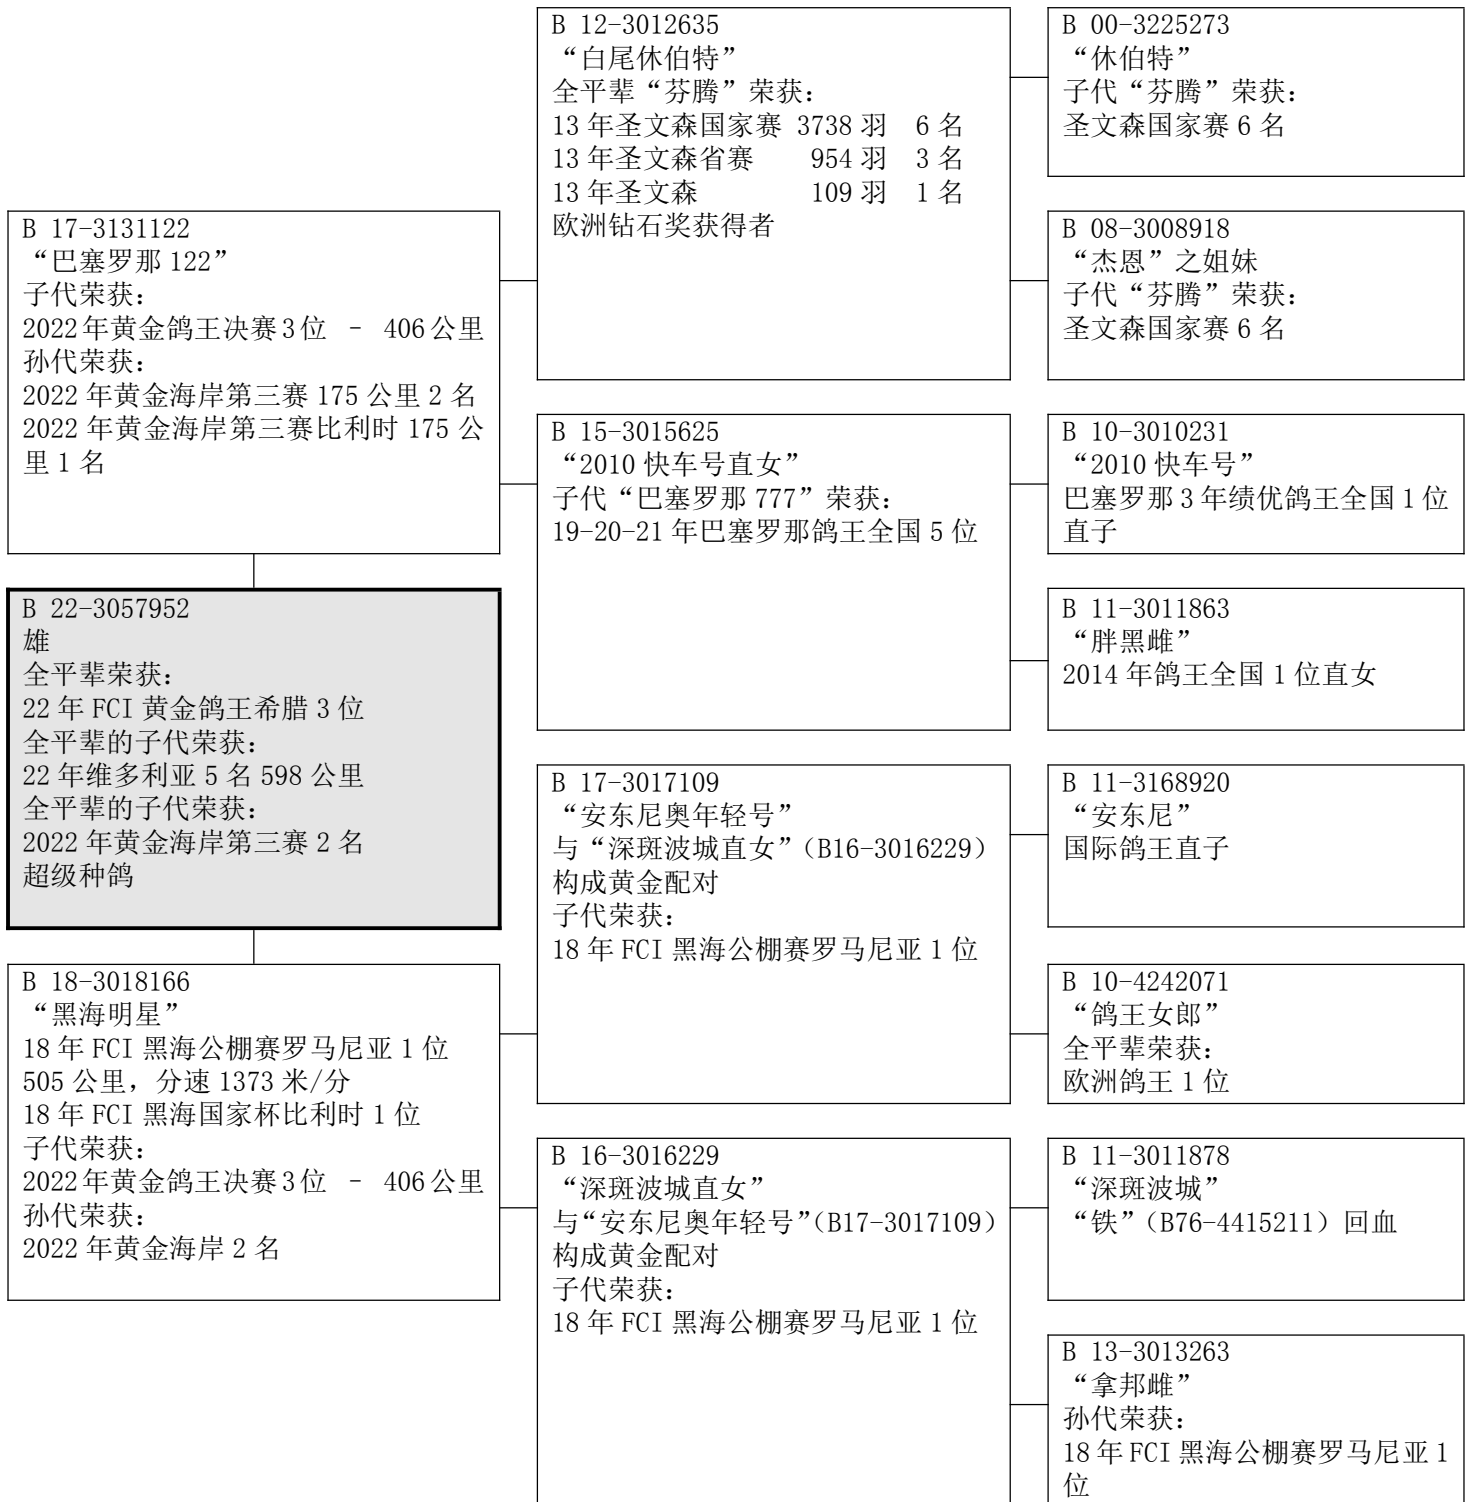 B 17-3131122
“巴塞罗那 122”
子代荣获：
2022年黄金鸽王决赛3位 – 406公里
孙代荣获：
2022 年黄金海岸第三赛 175 公里 2 名
2022 年黄金海岸第三赛比利时 175 公
里 1 名
B 22-3057952
雄
全平辈荣获：
22 年 FCI 黄金鸽王希腊 3 位
全平辈的子代荣获：
22 年维多利亚 5 名 598 公里
全平辈的子代荣获：
2022 年黄金海岸第三赛 2 名
超级种鸽
B 18-3018166
“黑海明星”
18 年 FCI 黑海公棚赛罗马尼亚 1 位
505 公里，分速 1373 米/分
18 年 FCI 黑海国家杯比利时 1 位
子代荣获：
2022年黄金鸽王决赛3位 – 406公里
孙代荣获：
2022 年黄金海岸 2 名
B 12-3012635
“白尾休伯特”
全平辈“芬腾”荣获：
13 年圣文森国家赛 3738 羽 6 名
13 年圣文森省赛 954 羽 3 名
13 年圣文森 109 羽 1 名
欧洲钻石奖获得者
B 15-3015625
“2010 快车号直女”
子代“巴塞罗那 777”荣获：
19-20-21 年巴塞罗那鸽王全国 5 位
B 17-3017109
“安东尼奥年轻号”
与“深斑波城直女”（B16-3016229）
构成黄金配对
子代荣获：
18 年 FCI 黑海公棚赛罗马尼亚 1 位
B 16-3016229
“深斑波城直女”
与“安东尼奥年轻号”（B17-3017109）
构成黄金配对
子代荣获：
18 年 FCI 黑海公棚赛罗马尼亚 1 位
B 00-3225273
“休伯特”
子代“芬腾”荣获：
圣文森国家赛 6 名
B 08-3008918
“杰恩”之姐妹
子代“芬腾”荣获：
圣文森国家赛 6 名
B 10-3010231
“2010 快车号”
巴塞罗那 3 年绩优鸽王全国 1 位
直子
B 11-3011863
“胖黑雌”
2014 年鸽王全国 1 位直女
B 11-3168920
“安东尼”
国际鸽王直子
B 10-4242071
“鸽王女郎”
全平辈荣获：
欧洲鸽王 1 位
B 11-3011878
“深斑波城”
“铁”（B76-4415211）回血
B 13-3013263
“拿邦雌”
孙代荣获：
18 年 FCI 黑海公棚赛罗马尼亚 1
位